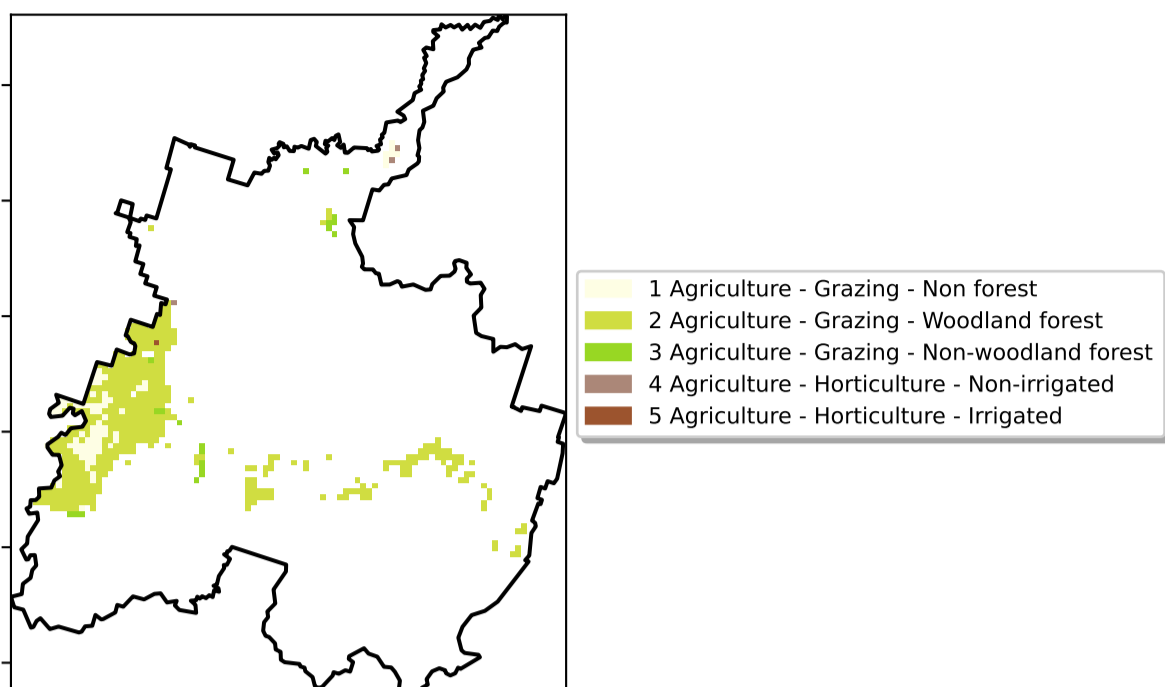 1 Agriculture - Grazing - Non forest
2 Agriculture - Grazing - Woodland forest
3 Agriculture - Grazing - Non-woodland forest
4 Agriculture - Horticulture - Non-irrigated
5 Agriculture - Horticulture - Irrigated